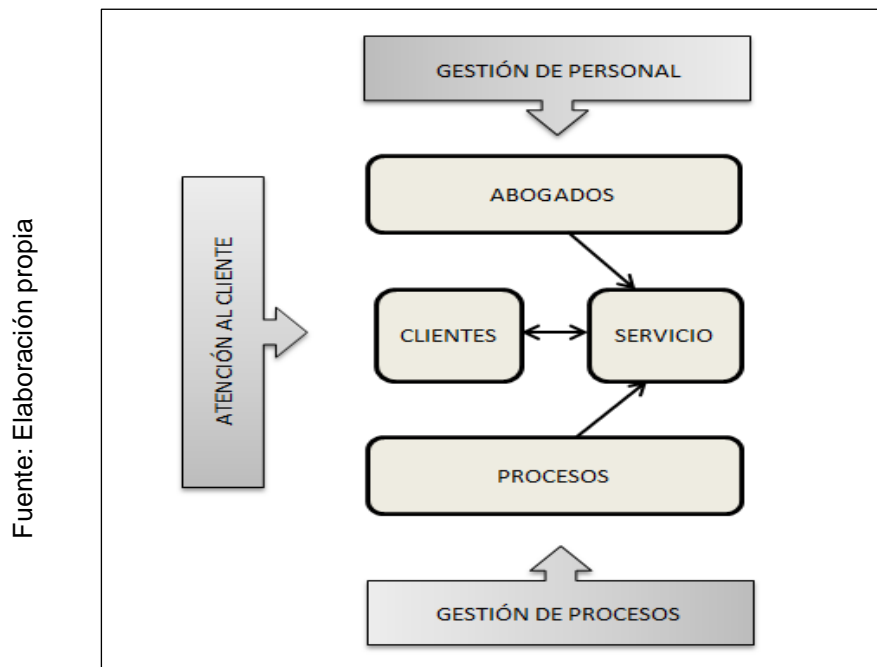 GESTIÓN DE PERSONAL
ABOGADOS
ATENCIÓN AL CLIENTE
CLIENTES
SERVICIO
PROCESOS
GESTIÓN DE PROCESOS
Fuente: Elaboración propia